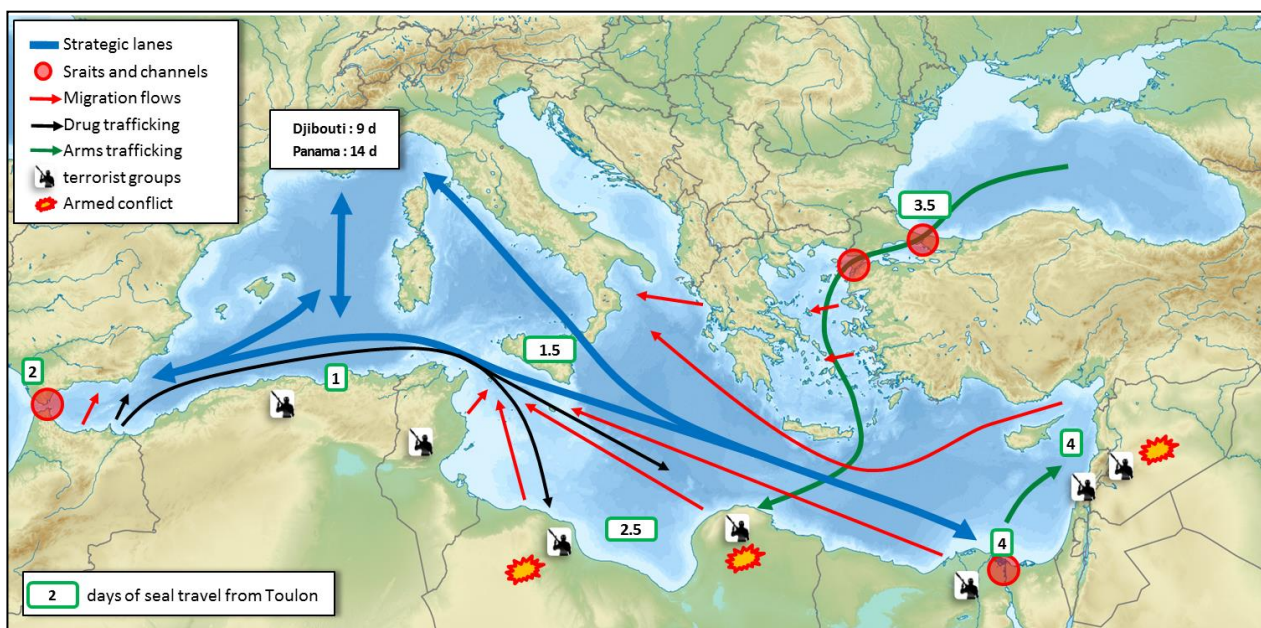 Strategic lanes
Sraits and channels
Migration flows
Drug trafficking
Arms trafficking
terrorist groups
Armed conflict
Djibouti : 9 d
Panama : 14 d
3.5
2
1
1.5
2.5
4
4
2 days of seal travel from Toulon